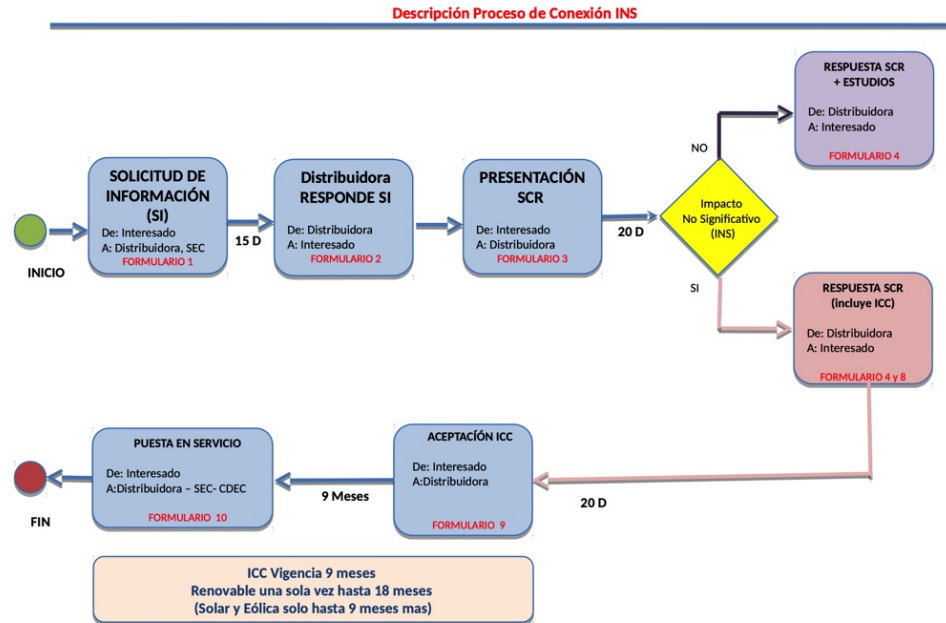 Descripción Proceso de Conexión INS
RESPUESTA SCR
+ ESTUDIOS
De: Distribuidora
A: Interesado
FORMULARIO 4
NO
SOLICITUD DE
INFORMACIÓN
(SI)
De: Interesado
A: Distribuidora, SEC
FORMULARIO 1
INICIO
15 D
Distribuidora
RESPONDE SI
De: Distribuidora
A: Interesado
FORMULARIO 2
PRESENTACIÓN
SCR
De: Interesado
A: Distribuidora
FORMULARIO 3
20 D
Impacto
No Significativo
(INS)
SI
RESPUESTA SCR
(incluye ICC)
De: Distribuidora
A: Interesado
FORMULARIO 4 y 8
20 D
ACEPTACÍÓN ICC
De: Interesado
A:Distribuidora
FORMULARIO 9
9 Meses
PUESTA EN SERVICIO
De: Interesado
A:Distribuidora – SEC- CDEC
FORMULARIO 10
FIN
ICC Vigencia 9 meses
Renovable una sola vez hasta 18 meses
(Solar y Eólica solo hasta 9 meses mas)